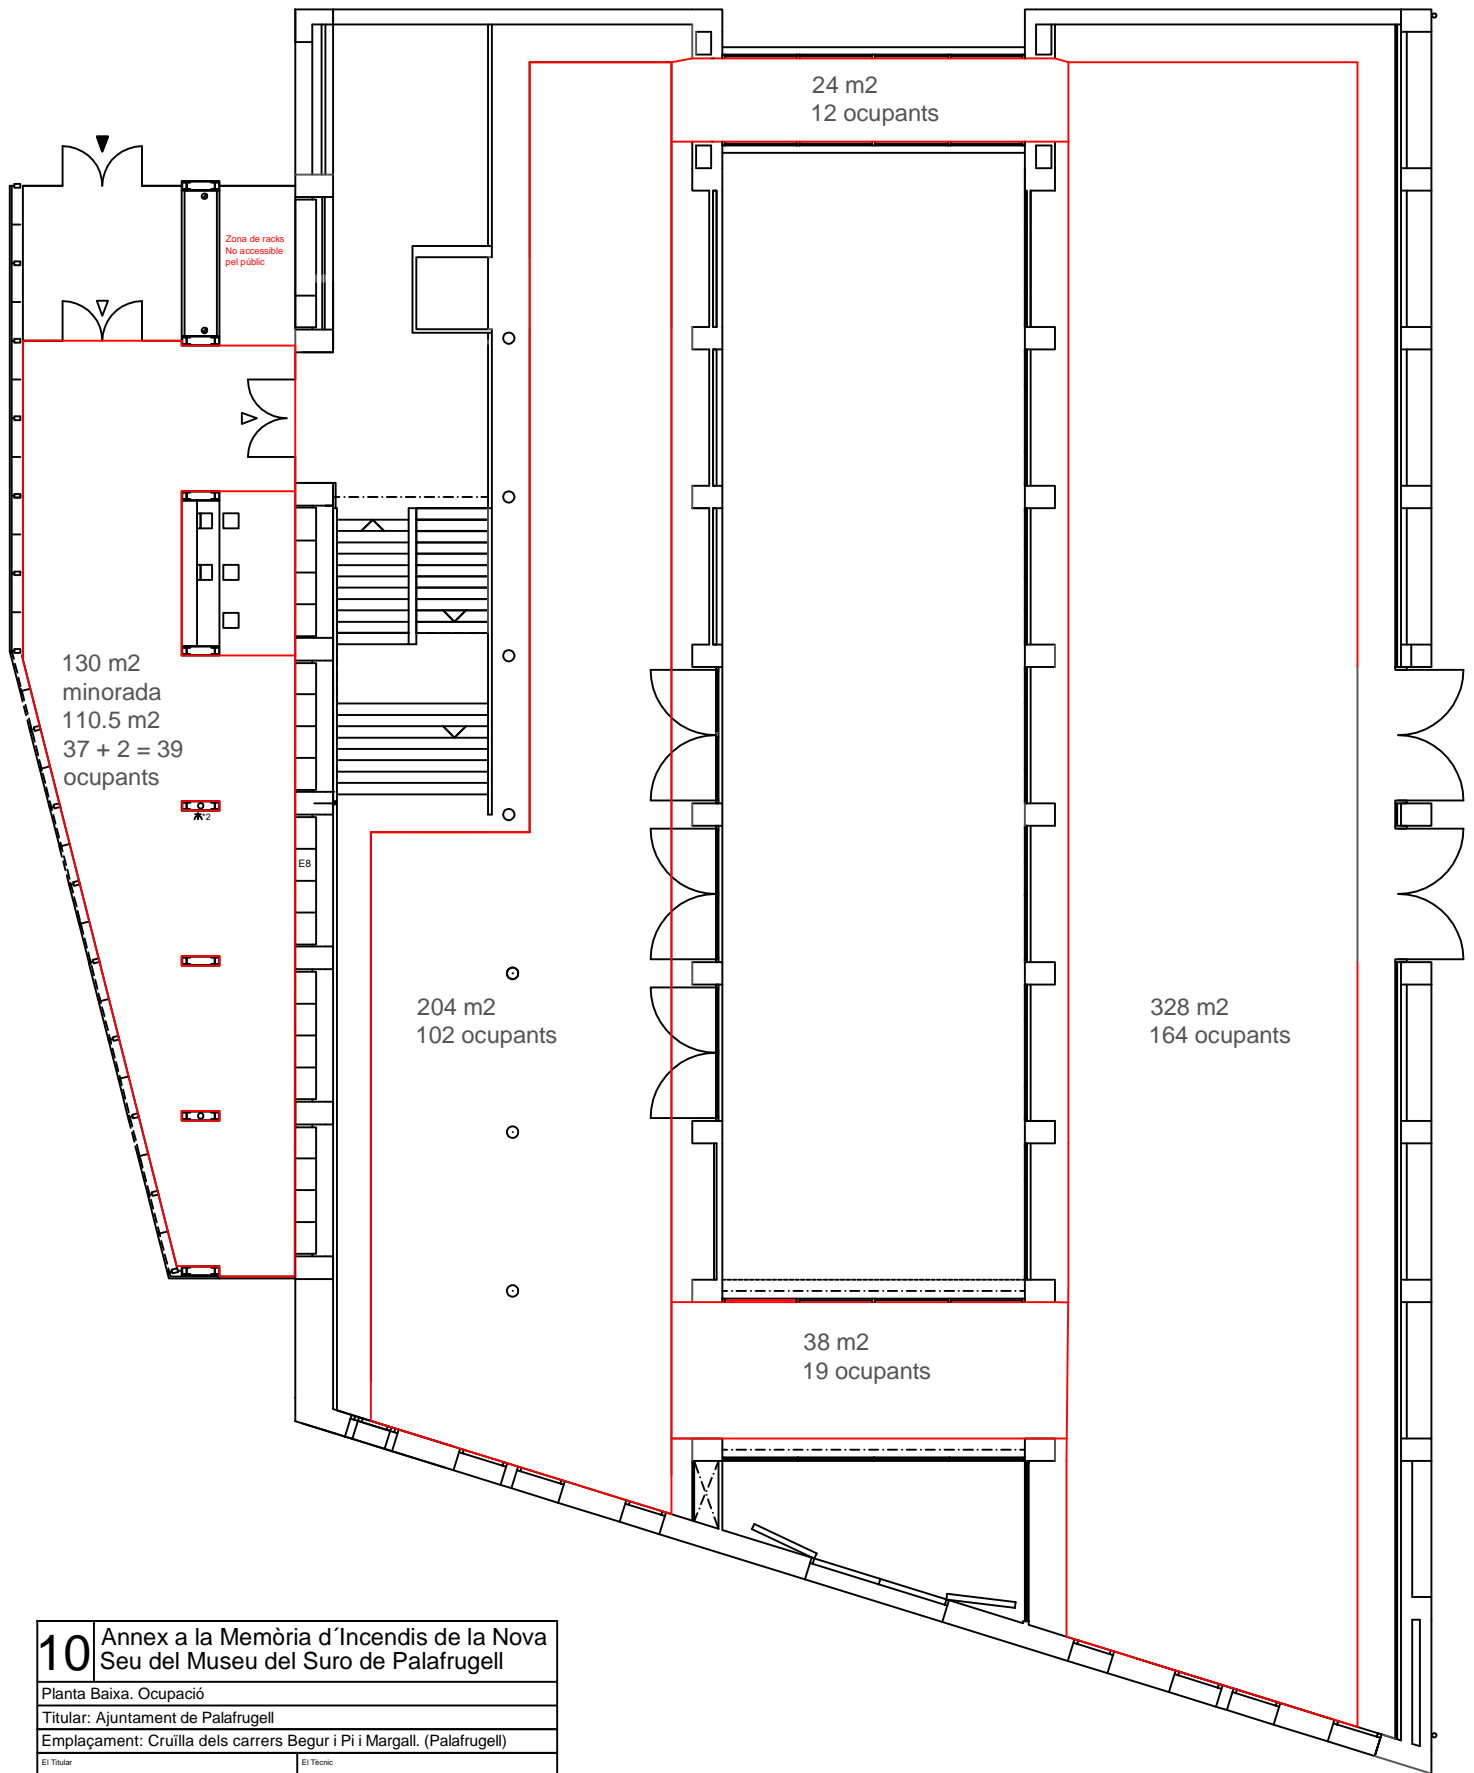 24 m2
12 ocupants
Zona de racks
No accessible
pel públic
130 m2
minorada
110.5 m2
37 + 2 = 39
ocupants
E8
204 m2
102 ocupants
328 m2
164 ocupants
38 m2
19 ocupants
10
Annex a la Memòria d´Incendis de la Nova
Seu del Museu del Suro de Palafrugell
Planta Baixa. Ocupació
Titular: Ajuntament de Palafrugell
Emplaçament: Cruïlla dels carrers Begur i Pi i Margall. (Palafrugell)
El Titular
El Tècnic